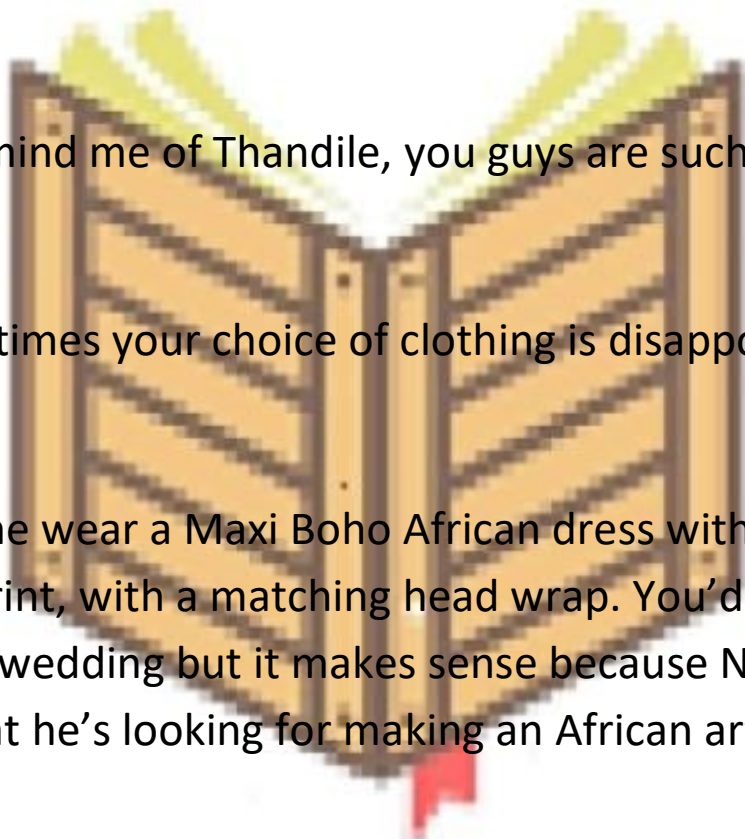 mind me of Thandile, you guys are such
times your choice of clothing is disappo
ne wear a Maxi Boho African dress with
rint, with a matching head wrap. You’d
wedding but it makes sense because N
at he’s looking for making an African ar